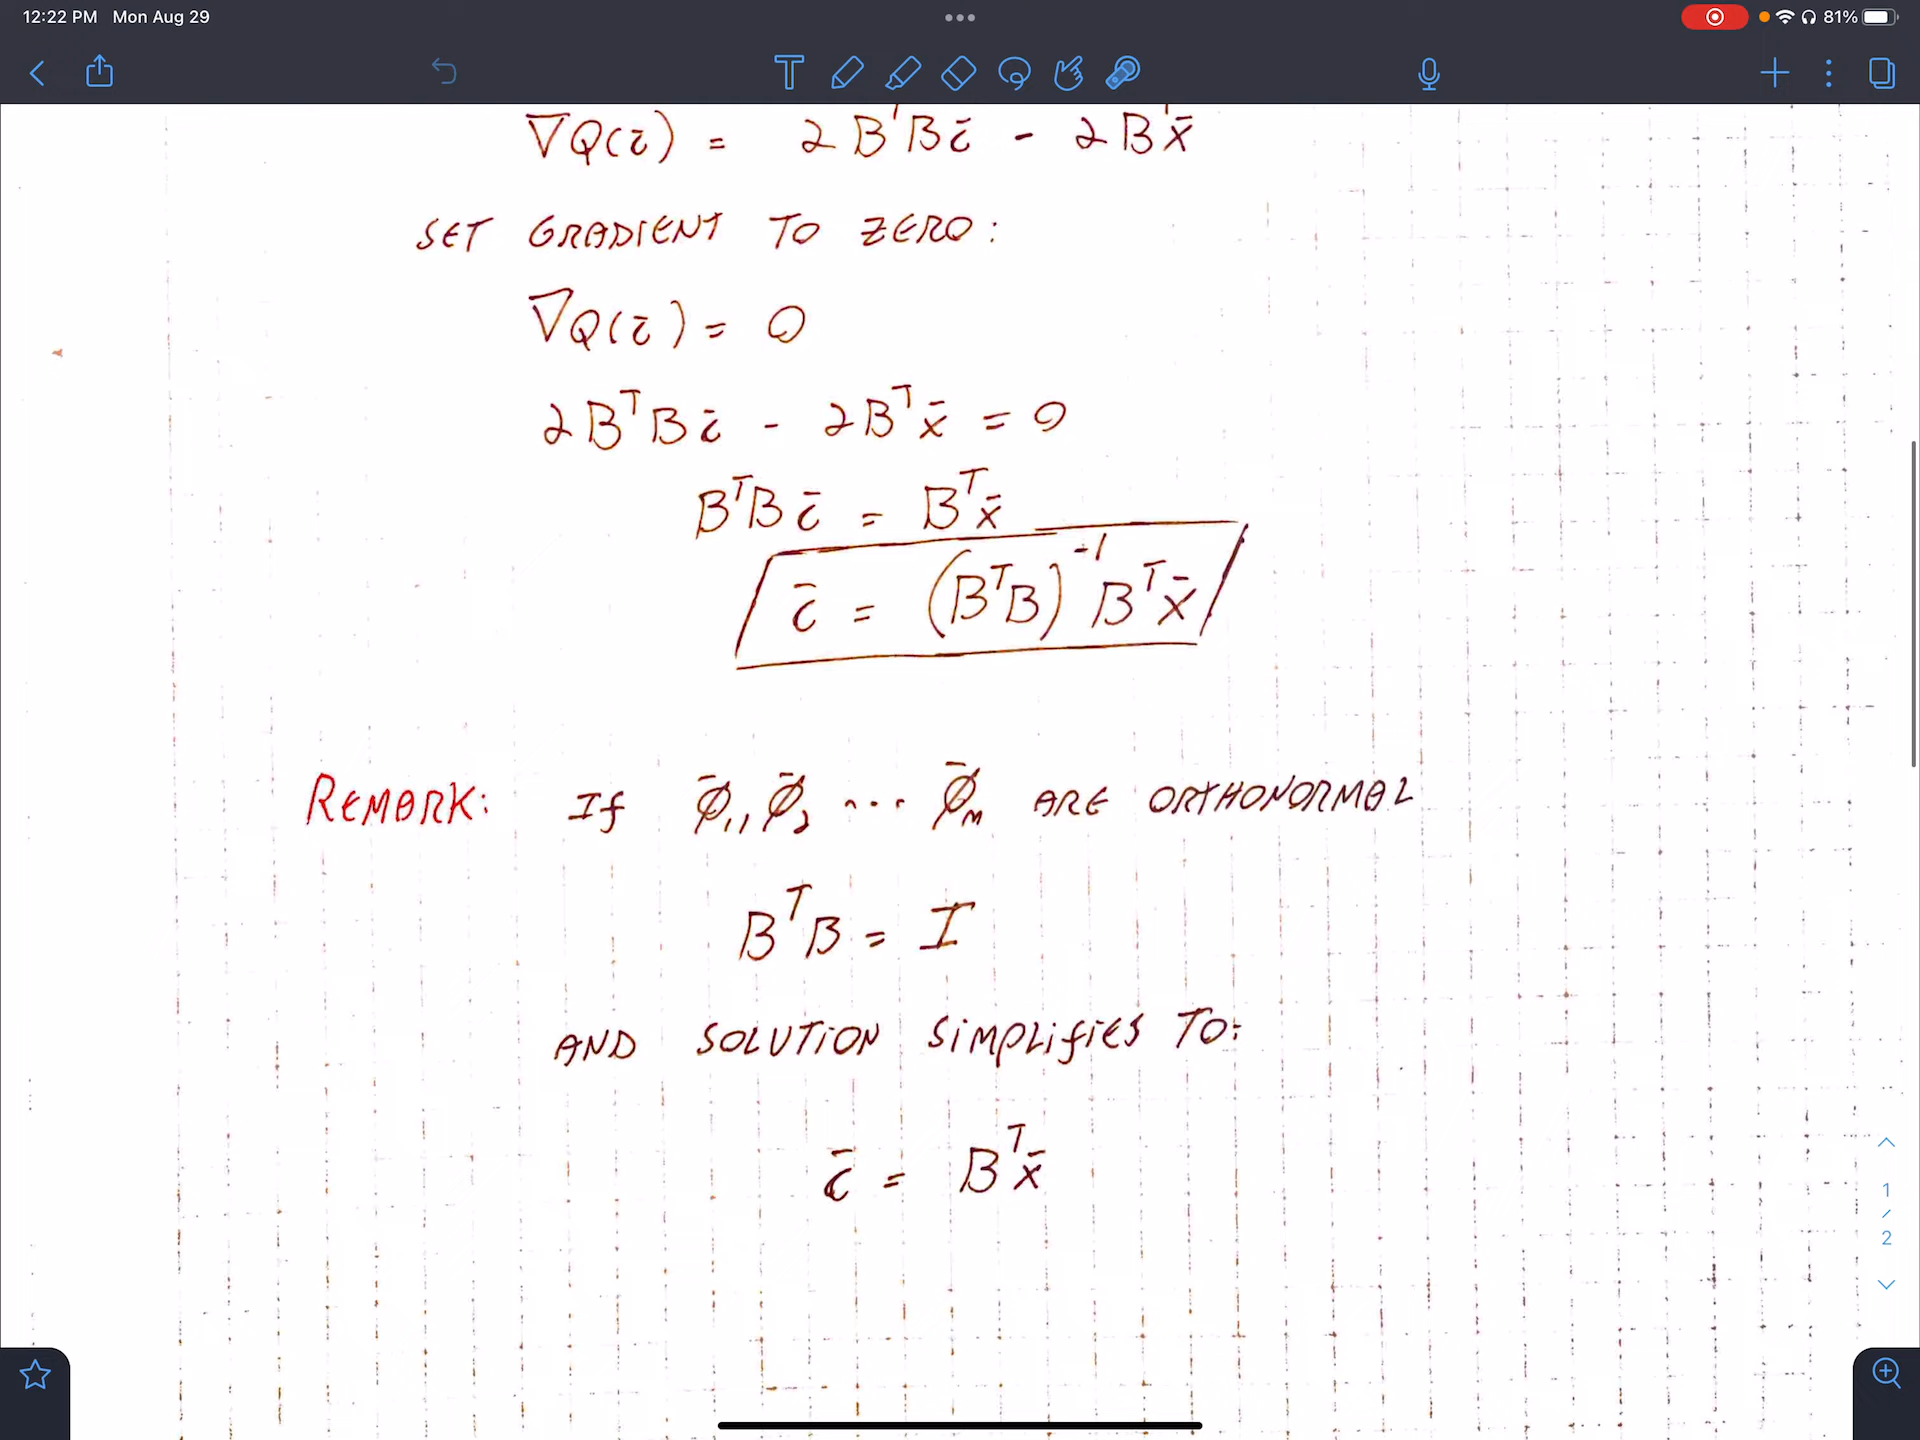 12:22 PM Mon Aug 29
81%
∇Q(c̄) = 2BᵀBc̄ - 2Bᵀx̄
SET GRADIENT TO ZERO:
∇Q(c̄) = 0
2BᵀBc̄ - 2Bᵀx̄ = 0
BᵀBc̄ = Bᵀx̄
c̄ = (BᵀB)⁻¹Bᵀx̄
REMARK: If φ̄₁, φ̄₂ ... φ̄ₘ ARE ORTHONORMAL
BᵀB = I
AND SOLUTION SIMPLIFIES TO:
c̄ = Bᵀx̄
1
/
2